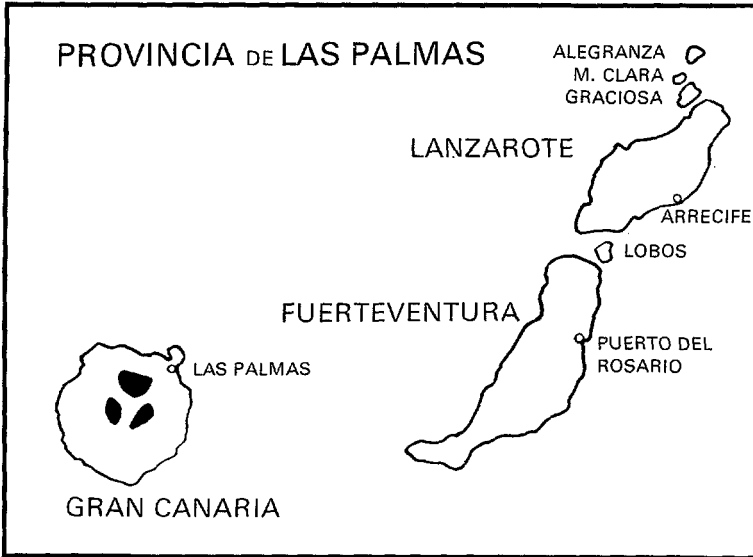 PROVINCIA DE LAS PALMAS
ALEGRANZA
M. CLARA
GRACIOSA
LANZAROTE
ARRECIFE
LOBOS
FUERTEVENTURA
PUERTO DEL
ROSARIO
LAS PALMAS
GRAN CANARIA